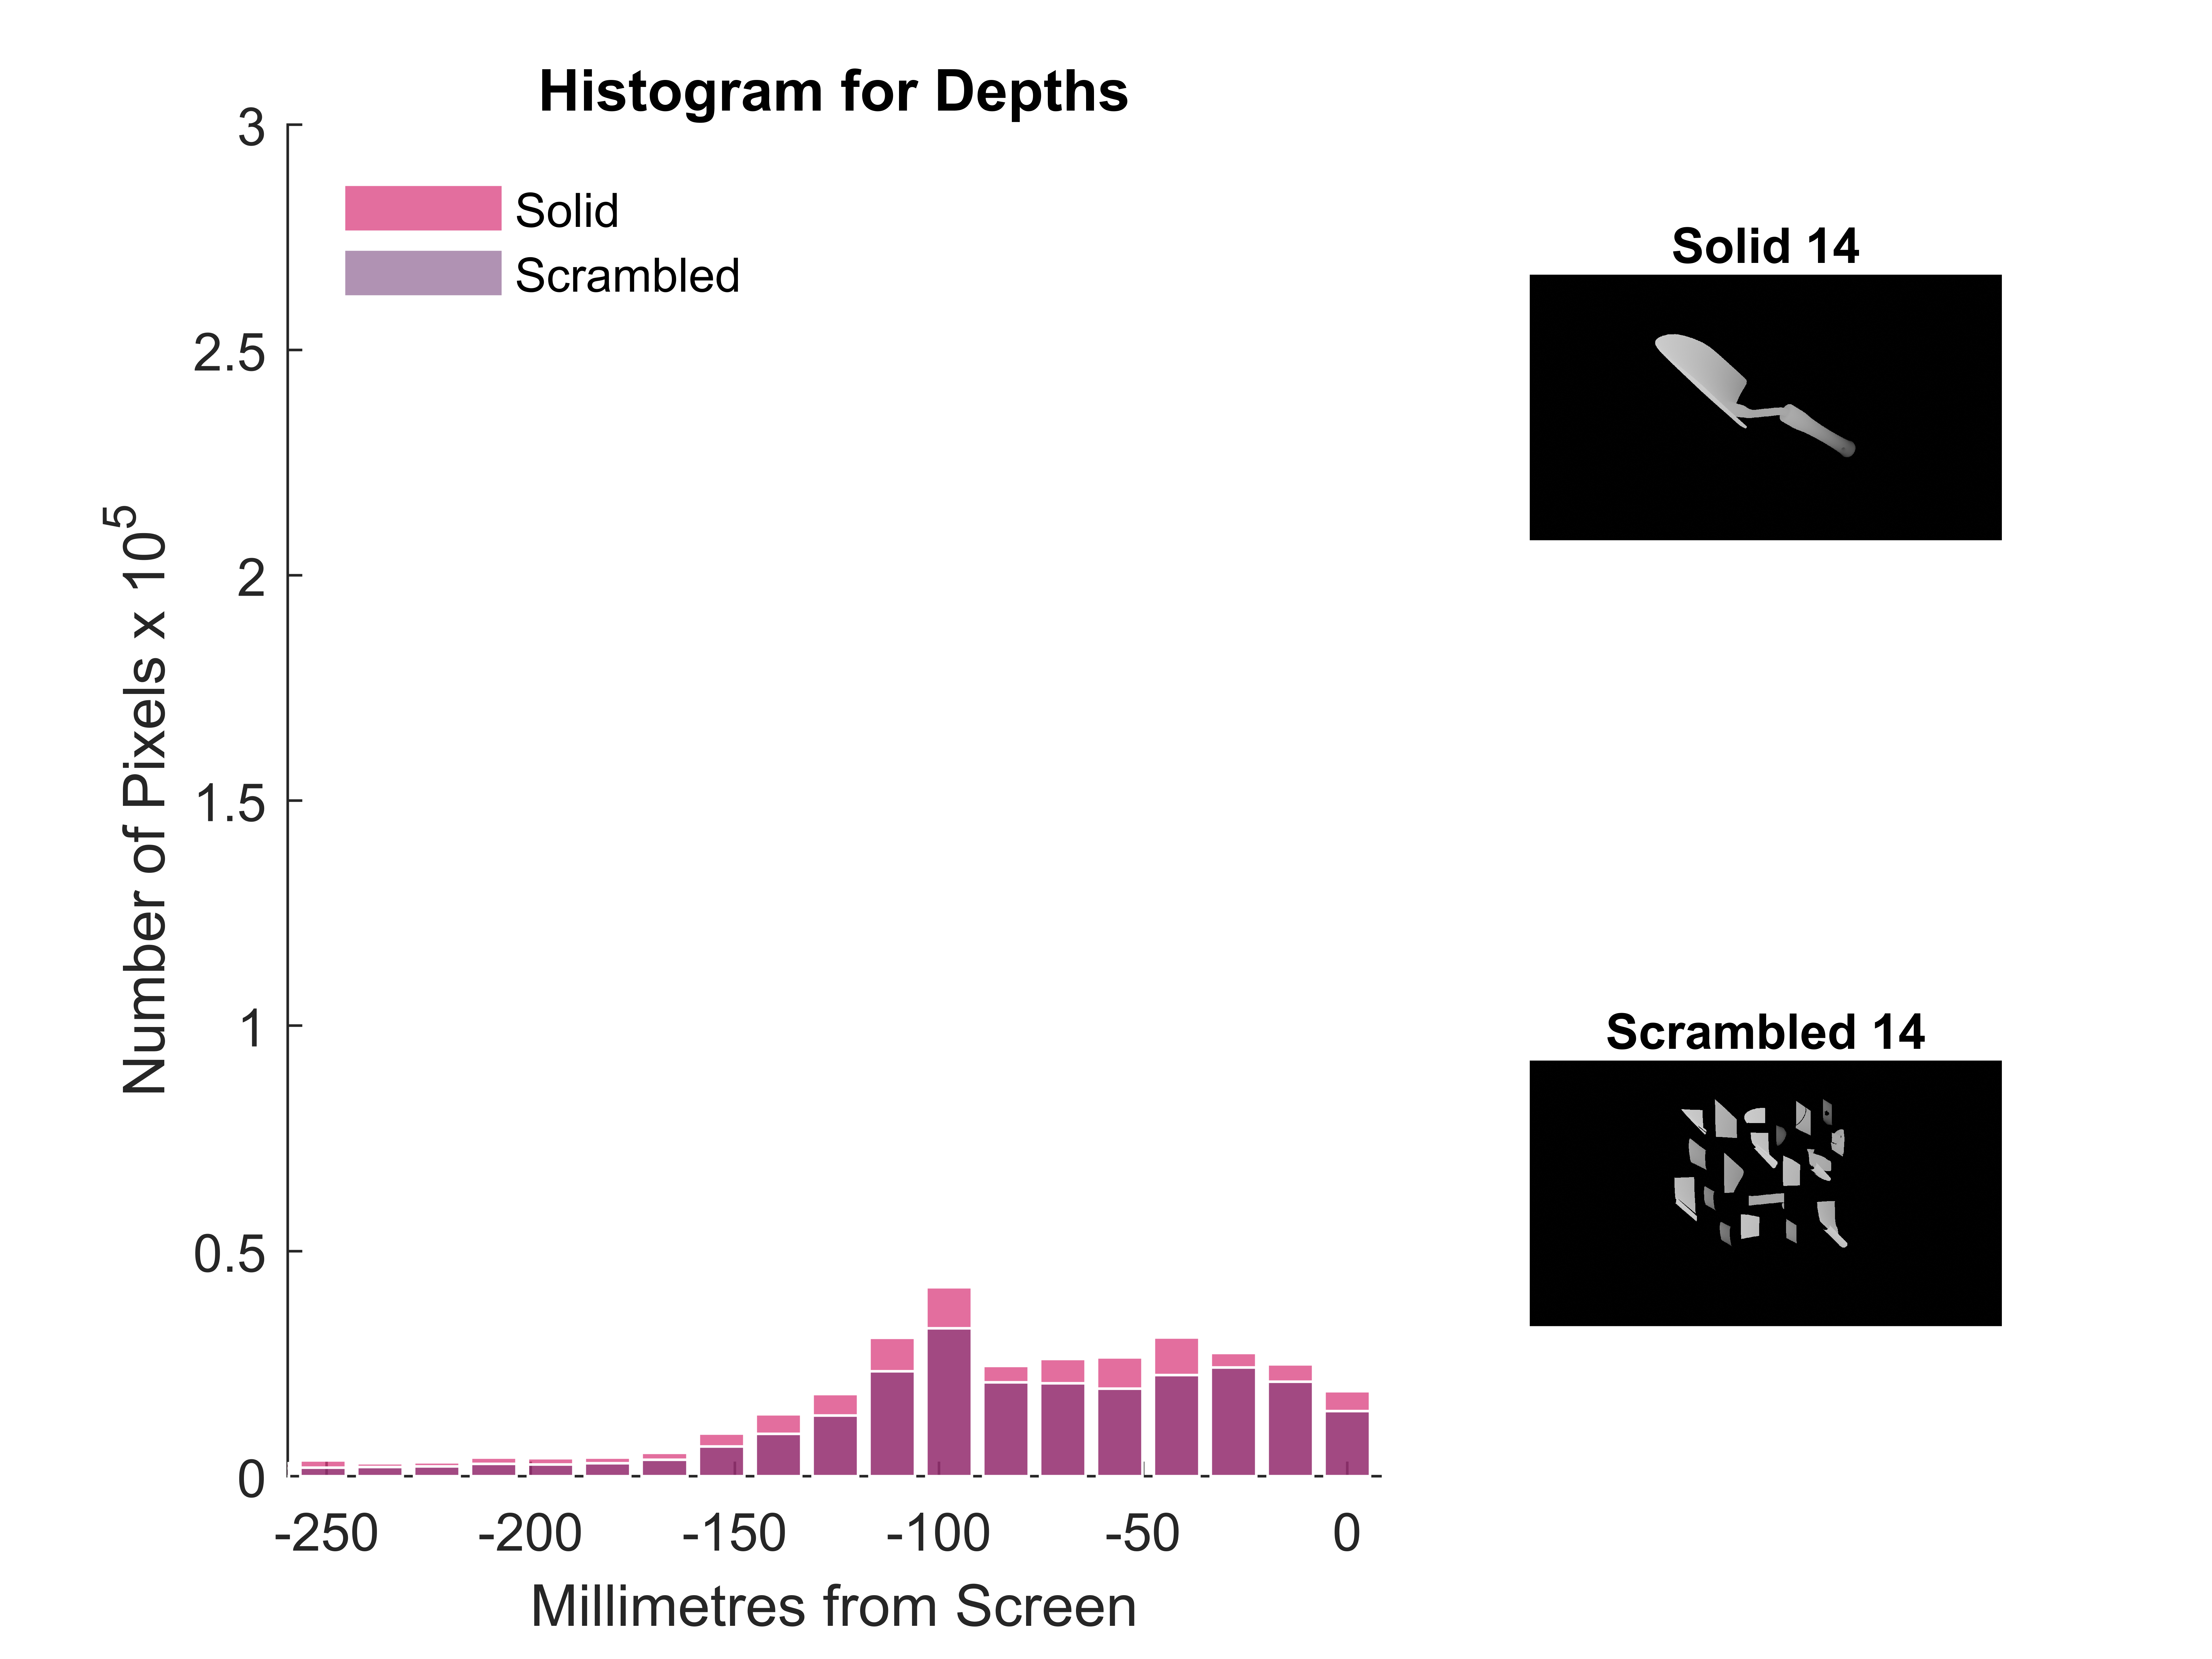 Histogram for Depths
3
2.5
2
1.5
1
0.5
0
Number of Pixels x 10^5
Solid
Scrambled
-250 -200 -150 -100 -50 0
Millimetres from Screen
Solid 14
Scrambled 14